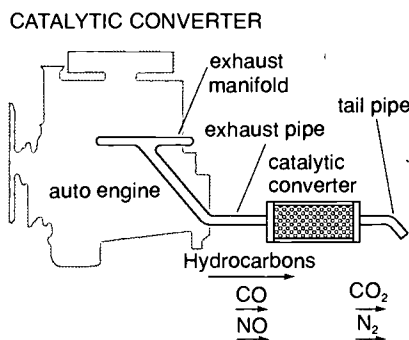 CATALYTIC CONVERTER
exhaust
manifold
tail pipe
exhaust pipe
catalytic
converter
auto engine
Hydrocarbons
CO
CO₂
NO
N₂